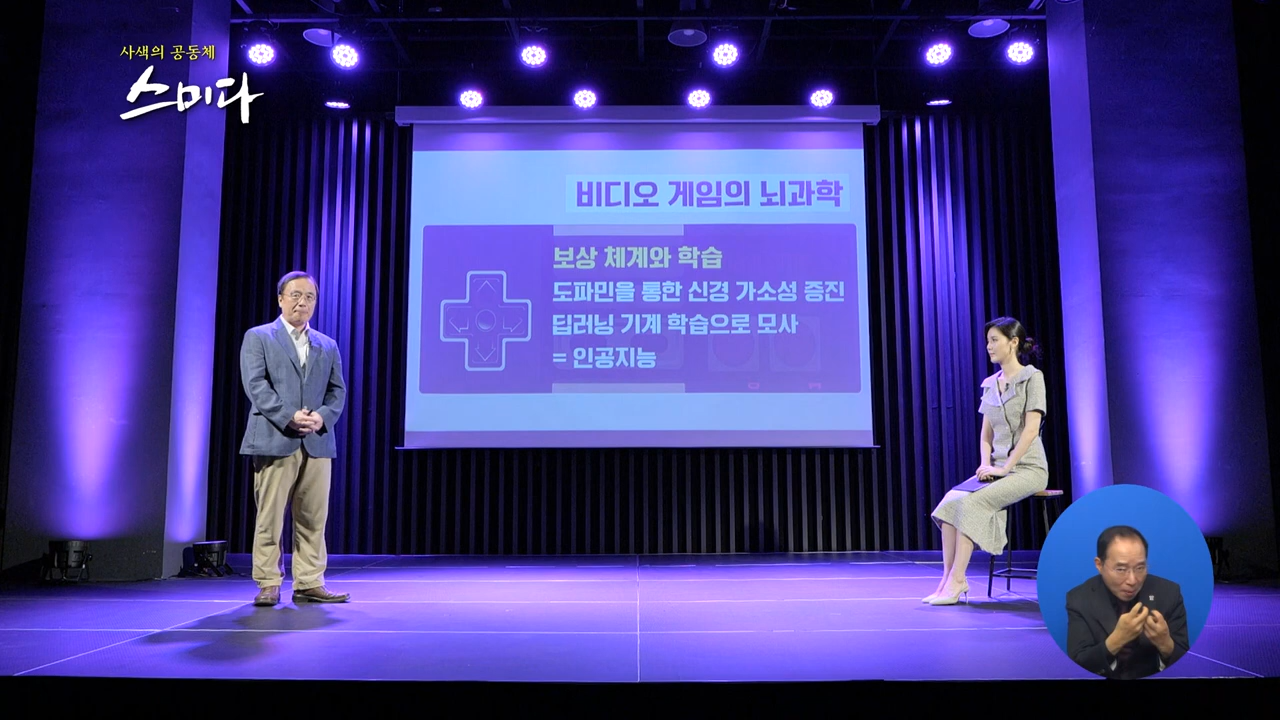 사색의 공동체
스미다
비디오 게임의 뇌과학
보상 체계와 학습
도파민을 통한 신경 가소성 증진
딥러닝 기계 학습으로 모사
= 인공지능